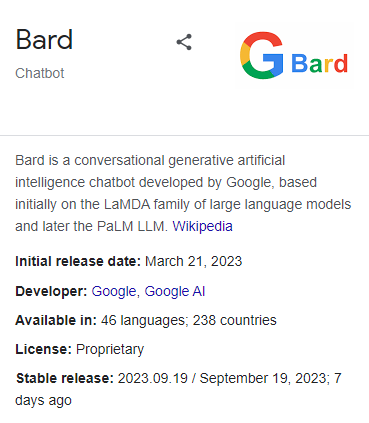 Bard
Chatbot
G Bard
Bard is a conversational generative artificial
intelligence chatbot developed by Google, based
initially on the LaMDA family of large language models
and later the PaLM LLM. Wikipedia
Initial release date: March 21, 2023
Developer: Google, Google AI
Available in: 46 languages; 238 countries
License: Proprietary
Stable release: 2023.09.19 / September 19, 2023; 7
days ago